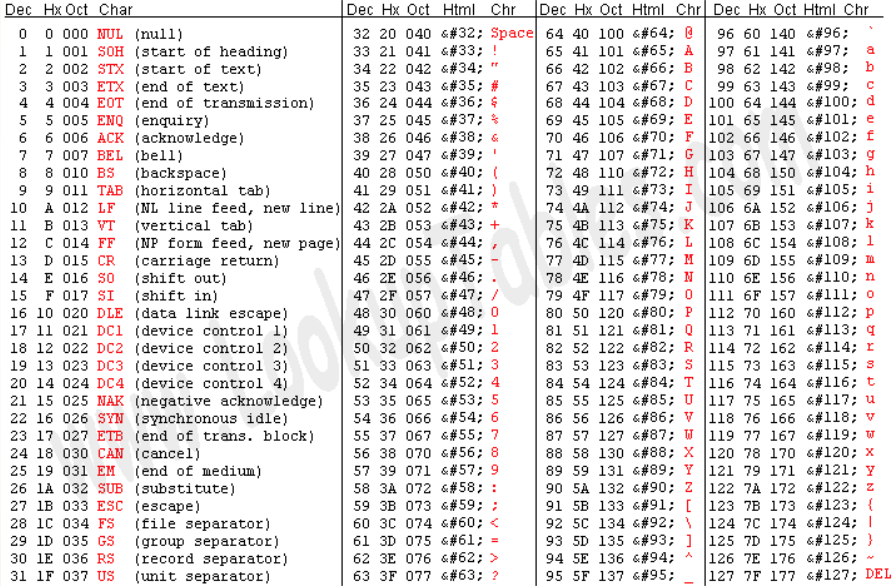 Dec Hx Oct Char Dec Hx Oct Html Chr Dec Hx Oct Html Chr Dec Hx Oct Html Chr
0 0 000 NUL (null) 32 20 040 &#32; Space 64 40 100 &#64; @ 96 60 140 &#96; `
1 1 001 SOH (start of heading) 33 21 041 &#33; ! 65 41 101 &#65; A 97 61 141 &#97; a
2 2 002 STX (start of text) 34 22 042 &#34; " 66 42 102 &#66; B 98 62 142 &#98; b
3 3 003 ETX (end of text) 35 23 043 &#35; # 67 43 103 &#67; C 99 63 143 &#99; c
4 4 004 EOT (end of transmission) 36 24 044 &#36; $ 68 44 104 &#68; D 100 64 144 &#100; d
5 5 005 ENQ (enquiry) 37 25 045 &#37; % 69 45 105 &#69; E 101 65 145 &#101; e
6 6 006 ACK (acknowledge) 38 26 046 &#38; & 70 46 106 &#70; F 102 66 146 &#102; f
7 7 007 BEL (bell) 39 27 047 &#39; ' 71 47 107 &#71; G 103 67 147 &#103; g
8 8 010 BS (backspace) 40 28 050 &#40; ( 72 48 110 &#72; H 104 68 150 &#104; h
9 9 011 TAB (horizontal tab) 41 29 051 &#41; ) 73 49 111 &#73; I 105 69 151 &#105; i
10 A 012 LF (NL line feed, new line) 42 2A 052 &#42; * 74 4A 112 &#74; J 106 6A 152 &#106; j
11 B 013 VT (vertical tab) 43 2B 053 &#43; + 75 4B 113 &#75; K 107 6B 153 &#107; k
12 C 014 FF (NP form feed, new page) 44 2C 054 &#44; , 76 4C 114 &#76; L 108 6C 154 &#108; l
13 D 015 CR (carriage return) 45 2D 055 &#45; - 77 4D 115 &#77; M 109 6D 155 &#109; m
14 E 016 SO (shift out) 46 2E 056 &#46; . 78 4E 116 &#78; N 110 6E 156 &#110; n
15 F 017 SI (shift in) 47 2F 057 &#47; / 79 4F 117 &#79; O 111 6F 157 &#111; o
16 10 020 DLE (data link escape) 48 30 060 &#48; 0 80 50 120 &#80; P 112 70 160 &#112; p
17 11 021 DC1 (device control 1) 49 31 061 &#49; 1 81 51 121 &#81; Q 113 71 161 &#113; q
18 12 022 DC2 (device control 2) 50 32 062 &#50; 2 82 52 122 &#82; R 114 72 162 &#114; r
19 13 023 DC3 (device control 3) 51 33 063 &#51; 3 83 53 123 &#83; S 115 73 163 &#115; s
20 14 024 DC4 (device control 4) 52 34 064 &#52; 4 84 54 124 &#84; T 116 74 164 &#116; t
21 15 025 NAK (negative acknowledge) 53 35 065 &#53; 5 85 55 125 &#85; U 117 75 165 &#117; u
22 16 026 SYN (synchronous idle) 54 36 066 &#54; 6 86 56 126 &#86; V 118 76 166 &#118; v
23 17 027 ETB (end of trans. block) 55 37 067 &#55; 7 87 57 127 &#87; W 119 77 167 &#119; w
24 18 030 CAN (cancel) 56 38 070 &#56; 8 88 58 130 &#88; X 120 78 170 &#120; x
25 19 031 EM (end of medium) 57 39 071 &#57; 9 89 59 131 &#89; Y 121 79 171 &#121; y
26 1A 032 SUB (substitute) 58 3A 072 &#58; : 90 5A 132 &#90; Z 122 7A 172 &#122; z
27 1B 033 ESC (escape) 59 3B 073 &#59; ; 91 5B 133 &#91; [ 123 7B 173 &#123; {
28 1C 034 FS (file separator) 60 3C 074 &#60; < 92 5C 134 &#92; \ 124 7C 174 &#124; |
29 1D 035 GS (group separator) 61 3D 075 &#61; = 93 5D 135 &#93; ] 125 7D 175 &#125; }
30 1E 036 RS (record separator) 62 3E 076 &#62; > 94 5E 136 &#94; ^ 126 7E 176 &#126; ~
31 1F 037 US (unit separator) 63 3F 077 &#63; ? 95 5F 137 &#95; _ 127 7F 177 &#127; DEL
www.LookupTables.com